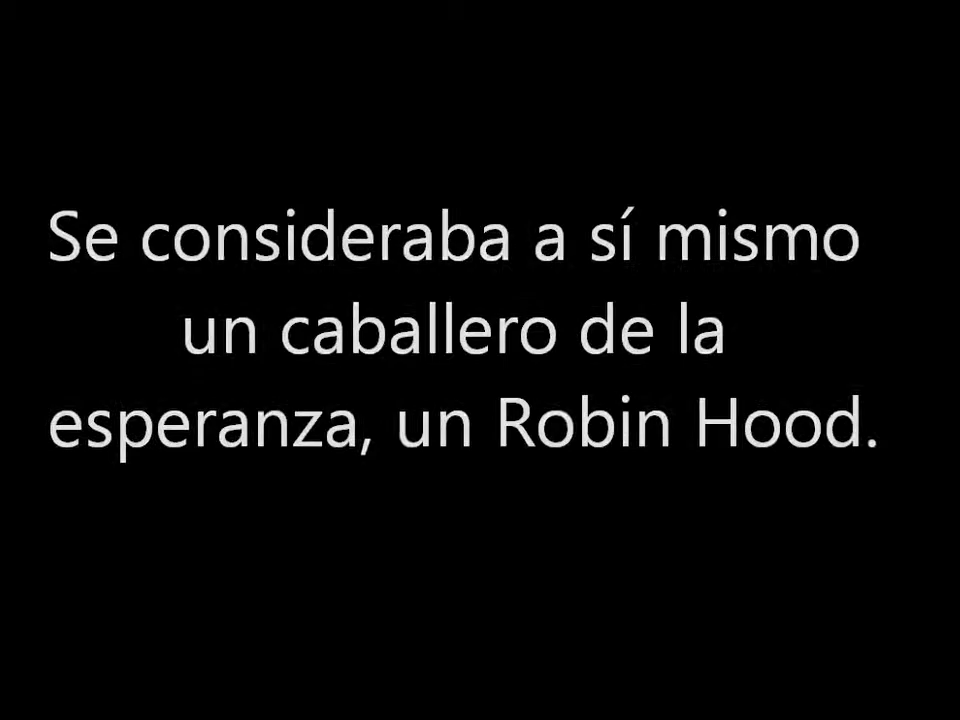 Se consideraba a sí mismo
un caballero de la
esperanza, un Robin Hood.